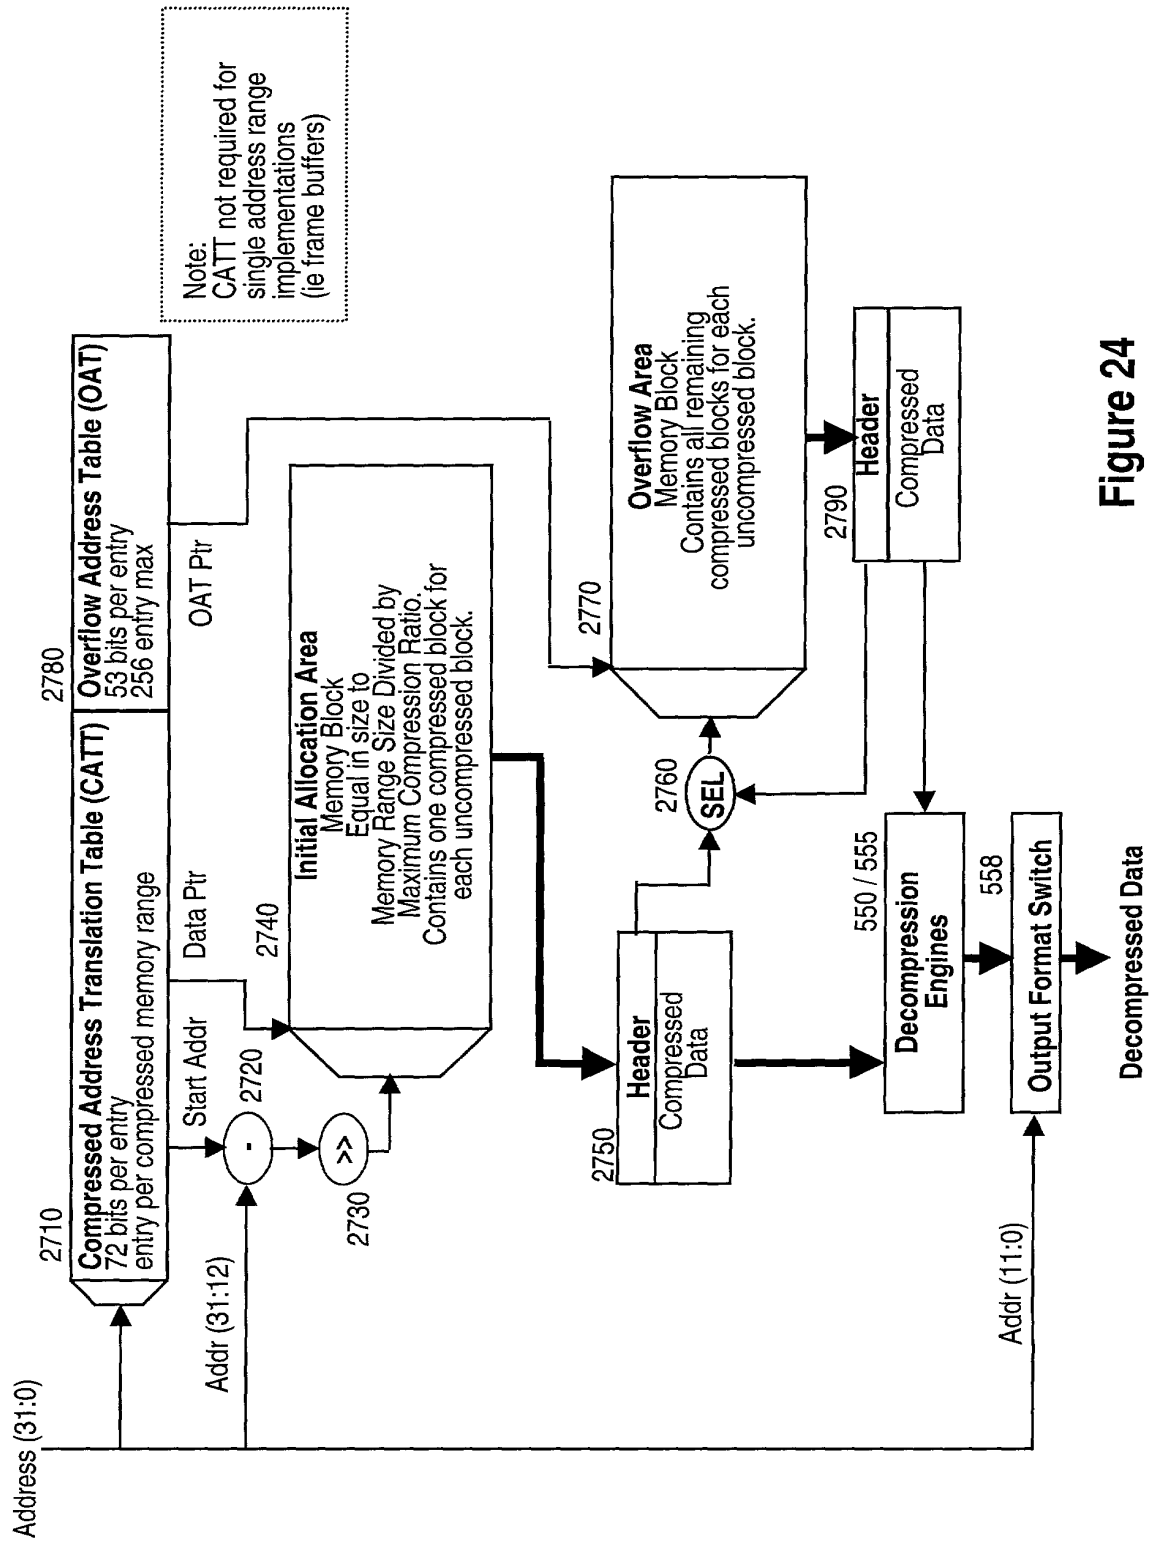 Address (31:0)
2710
Compressed Address Translation Table (CATT)
72 bits per entry
entry per compressed memory range
2780
Overflow Address Table (OAT)
53 bits per entry
256 entry max
Note:
CATT not required for
single address range
implementations
(ie frame buffers)
Addr (31:12)
Start Addr
Data Ptr
OAT Ptr
-
2720
>>
2730
2740
Initial Allocation Area
Memory Block
Equal in size to
Memory Range Size Divided by
Maximum Compression Ratio.
Contains one compressed block for
each uncompressed block.
2750
Header
Compressed
Data
2760
SEL
2770
Overflow Area
Memory Block
Contains all remaining
compressed blocks for each
uncompressed block.
2790
Header
Compressed
Data
550 / 555
Decompression
Engines
558
Output Format Switch
Addr (11:0)
Decompressed Data
Figure 24